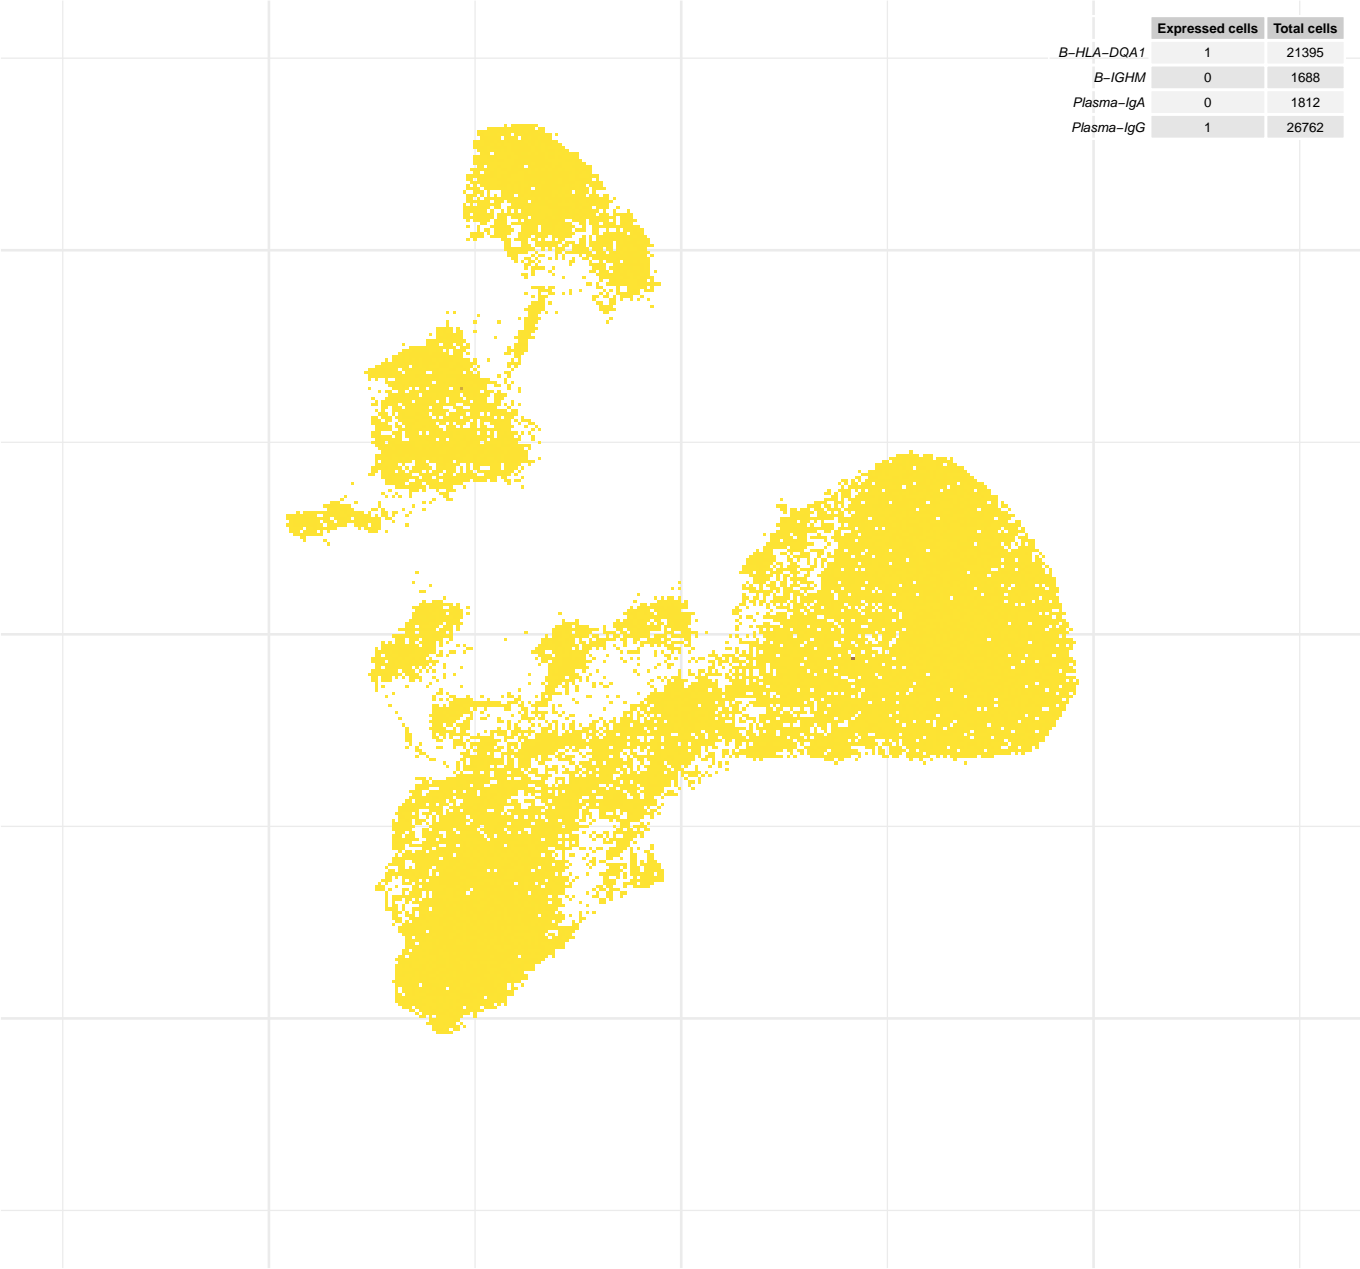 Expressed cells Total cells
B−HLA−DQA1 1 21395
B−IGHM 0 1688
Plasma−IgA 0 1812
Plasma−IgG 1 26762